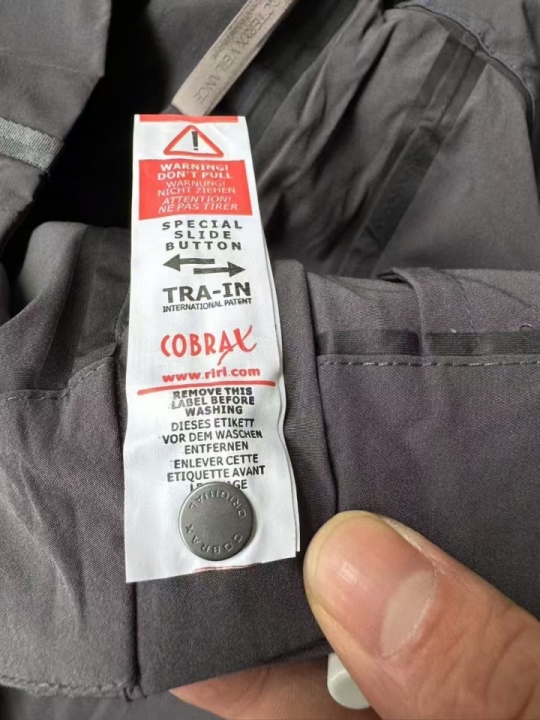 WARNING!
DON'T PULL
WARNUNG!
NICHT ZIEHEN
ATTENTION!
NE PAS TIRER
SPECIAL
SLIDE
BUTTON
TRA-IN
INTERNATIONAL PATENT
COBRAX
www.riri.com
REMOVE THIS
LABEL BEFORE
WASHING
DIESES ETIKETT
VOR DEM WASCHEN
ENTFERNEN
ENLEVER CETTE
ETIQUETTE AVANT
COBRAX ORIGINAL